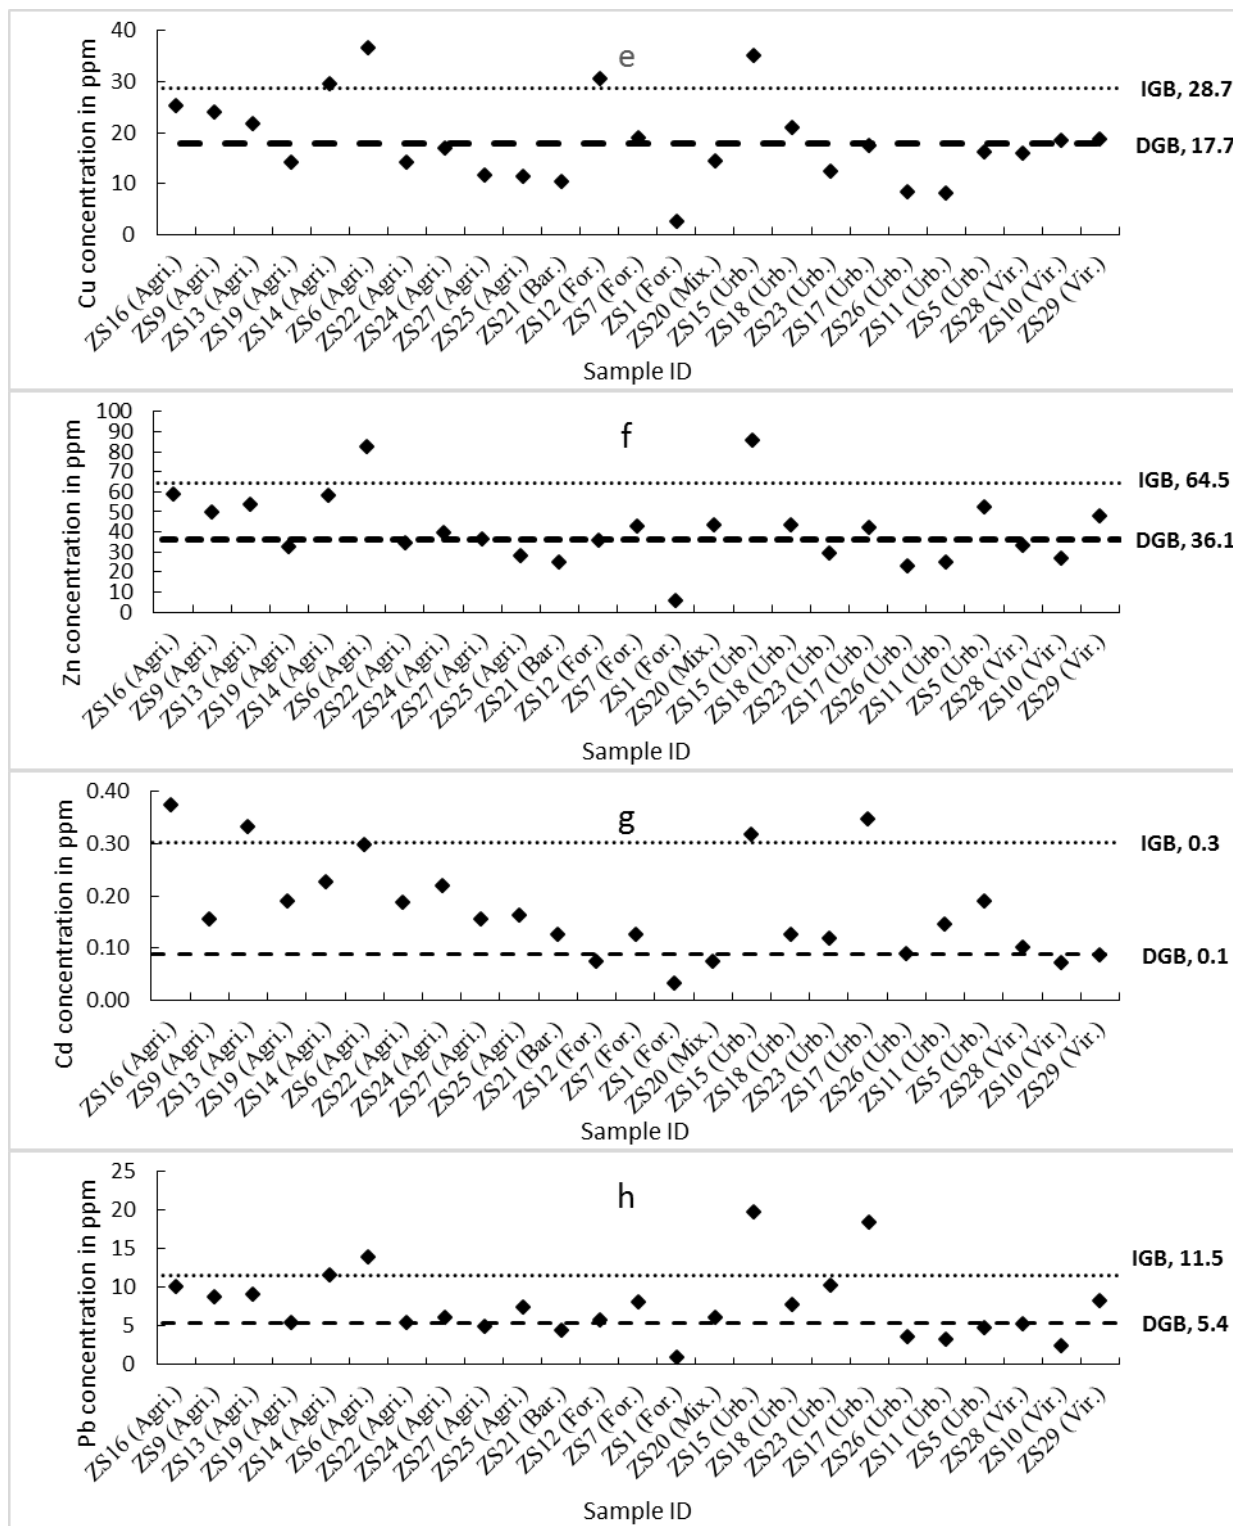 Cu concentration in ppm
40
30
20
10
0
e
IGB, 28.7
DGB, 17.7
ZS16 (Agri.)
ZS9 (Agri.)
ZS13 (Agri.)
ZS19 (Agri.)
ZS14 (Agri.)
ZS6 (Agri.)
ZS22 (Agri.)
ZS24 (Agri.)
ZS27 (Agri.)
ZS25 (Agri.)
ZS21 (Bar.)
ZS12 (For.)
ZS7 (For.)
ZS1 (For.)
ZS20 (Mix.)
ZS15 (Urb.)
ZS18 (Urb.)
ZS23 (Urb.)
ZS17 (Urb.)
ZS26 (Urb.)
ZS11 (Urb.)
ZS5 (Urb.)
ZS28 (Vir.)
ZS10 (Vir.)
ZS29 (Vir.)
Sample ID
Zn concentration in ppm
100
90
80
70
60
50
40
30
20
10
0
f
IGB, 64.5
DGB, 36.1
ZS16 (Agri.)
ZS9 (Agri.)
ZS13 (Agri.)
ZS19 (Agri.)
ZS14 (Agri.)
ZS6 (Agri.)
ZS22 (Agri.)
ZS24 (Agri.)
ZS27 (Agri.)
ZS25 (Agri.)
ZS21 (Bar.)
ZS12 (For.)
ZS7 (For.)
ZS1 (For.)
ZS20 (Mix.)
ZS15 (Urb.)
ZS18 (Urb.)
ZS23 (Urb.)
ZS17 (Urb.)
ZS26 (Urb.)
ZS11 (Urb.)
ZS5 (Urb.)
ZS28 (Vir.)
ZS10 (Vir.)
ZS29 (Vir.)
Sample ID
Cd concentration in ppm
0.40
0.30
0.20
0.10
0.00
g
IGB, 0.3
DGB, 0.1
ZS16 (Agri.)
ZS9 (Agri.)
ZS13 (Agri.)
ZS19 (Agri.)
ZS14 (Agri.)
ZS6 (Agri.)
ZS22 (Agri.)
ZS24 (Agri.)
ZS27 (Agri.)
ZS25 (Agri.)
ZS21 (Bar.)
ZS12 (For.)
ZS7 (For.)
ZS1 (For.)
ZS20 (Mix.)
ZS15 (Urb.)
ZS18 (Urb.)
ZS23 (Urb.)
ZS17 (Urb.)
ZS26 (Urb.)
ZS11 (Urb.)
ZS5 (Urb.)
ZS28 (Vir.)
ZS10 (Vir.)
ZS29 (Vir.)
Sample ID
Pb concentration in ppm
25
20
15
10
5
0
h
IGB, 11.5
DGB, 5.4
ZS16 (Agri.)
ZS9 (Agri.)
ZS13 (Agri.)
ZS19 (Agri.)
ZS14 (Agri.)
ZS6 (Agri.)
ZS22 (Agri.)
ZS24 (Agri.)
ZS27 (Agri.)
ZS25 (Agri.)
ZS21 (Bar.)
ZS12 (For.)
ZS7 (For.)
ZS1 (For.)
ZS20 (Mix.)
ZS15 (Urb.)
ZS18 (Urb.)
ZS23 (Urb.)
ZS17 (Urb.)
ZS26 (Urb.)
ZS11 (Urb.)
ZS5 (Urb.)
ZS28 (Vir.)
ZS10 (Vir.)
ZS29 (Vir.)
Sample ID